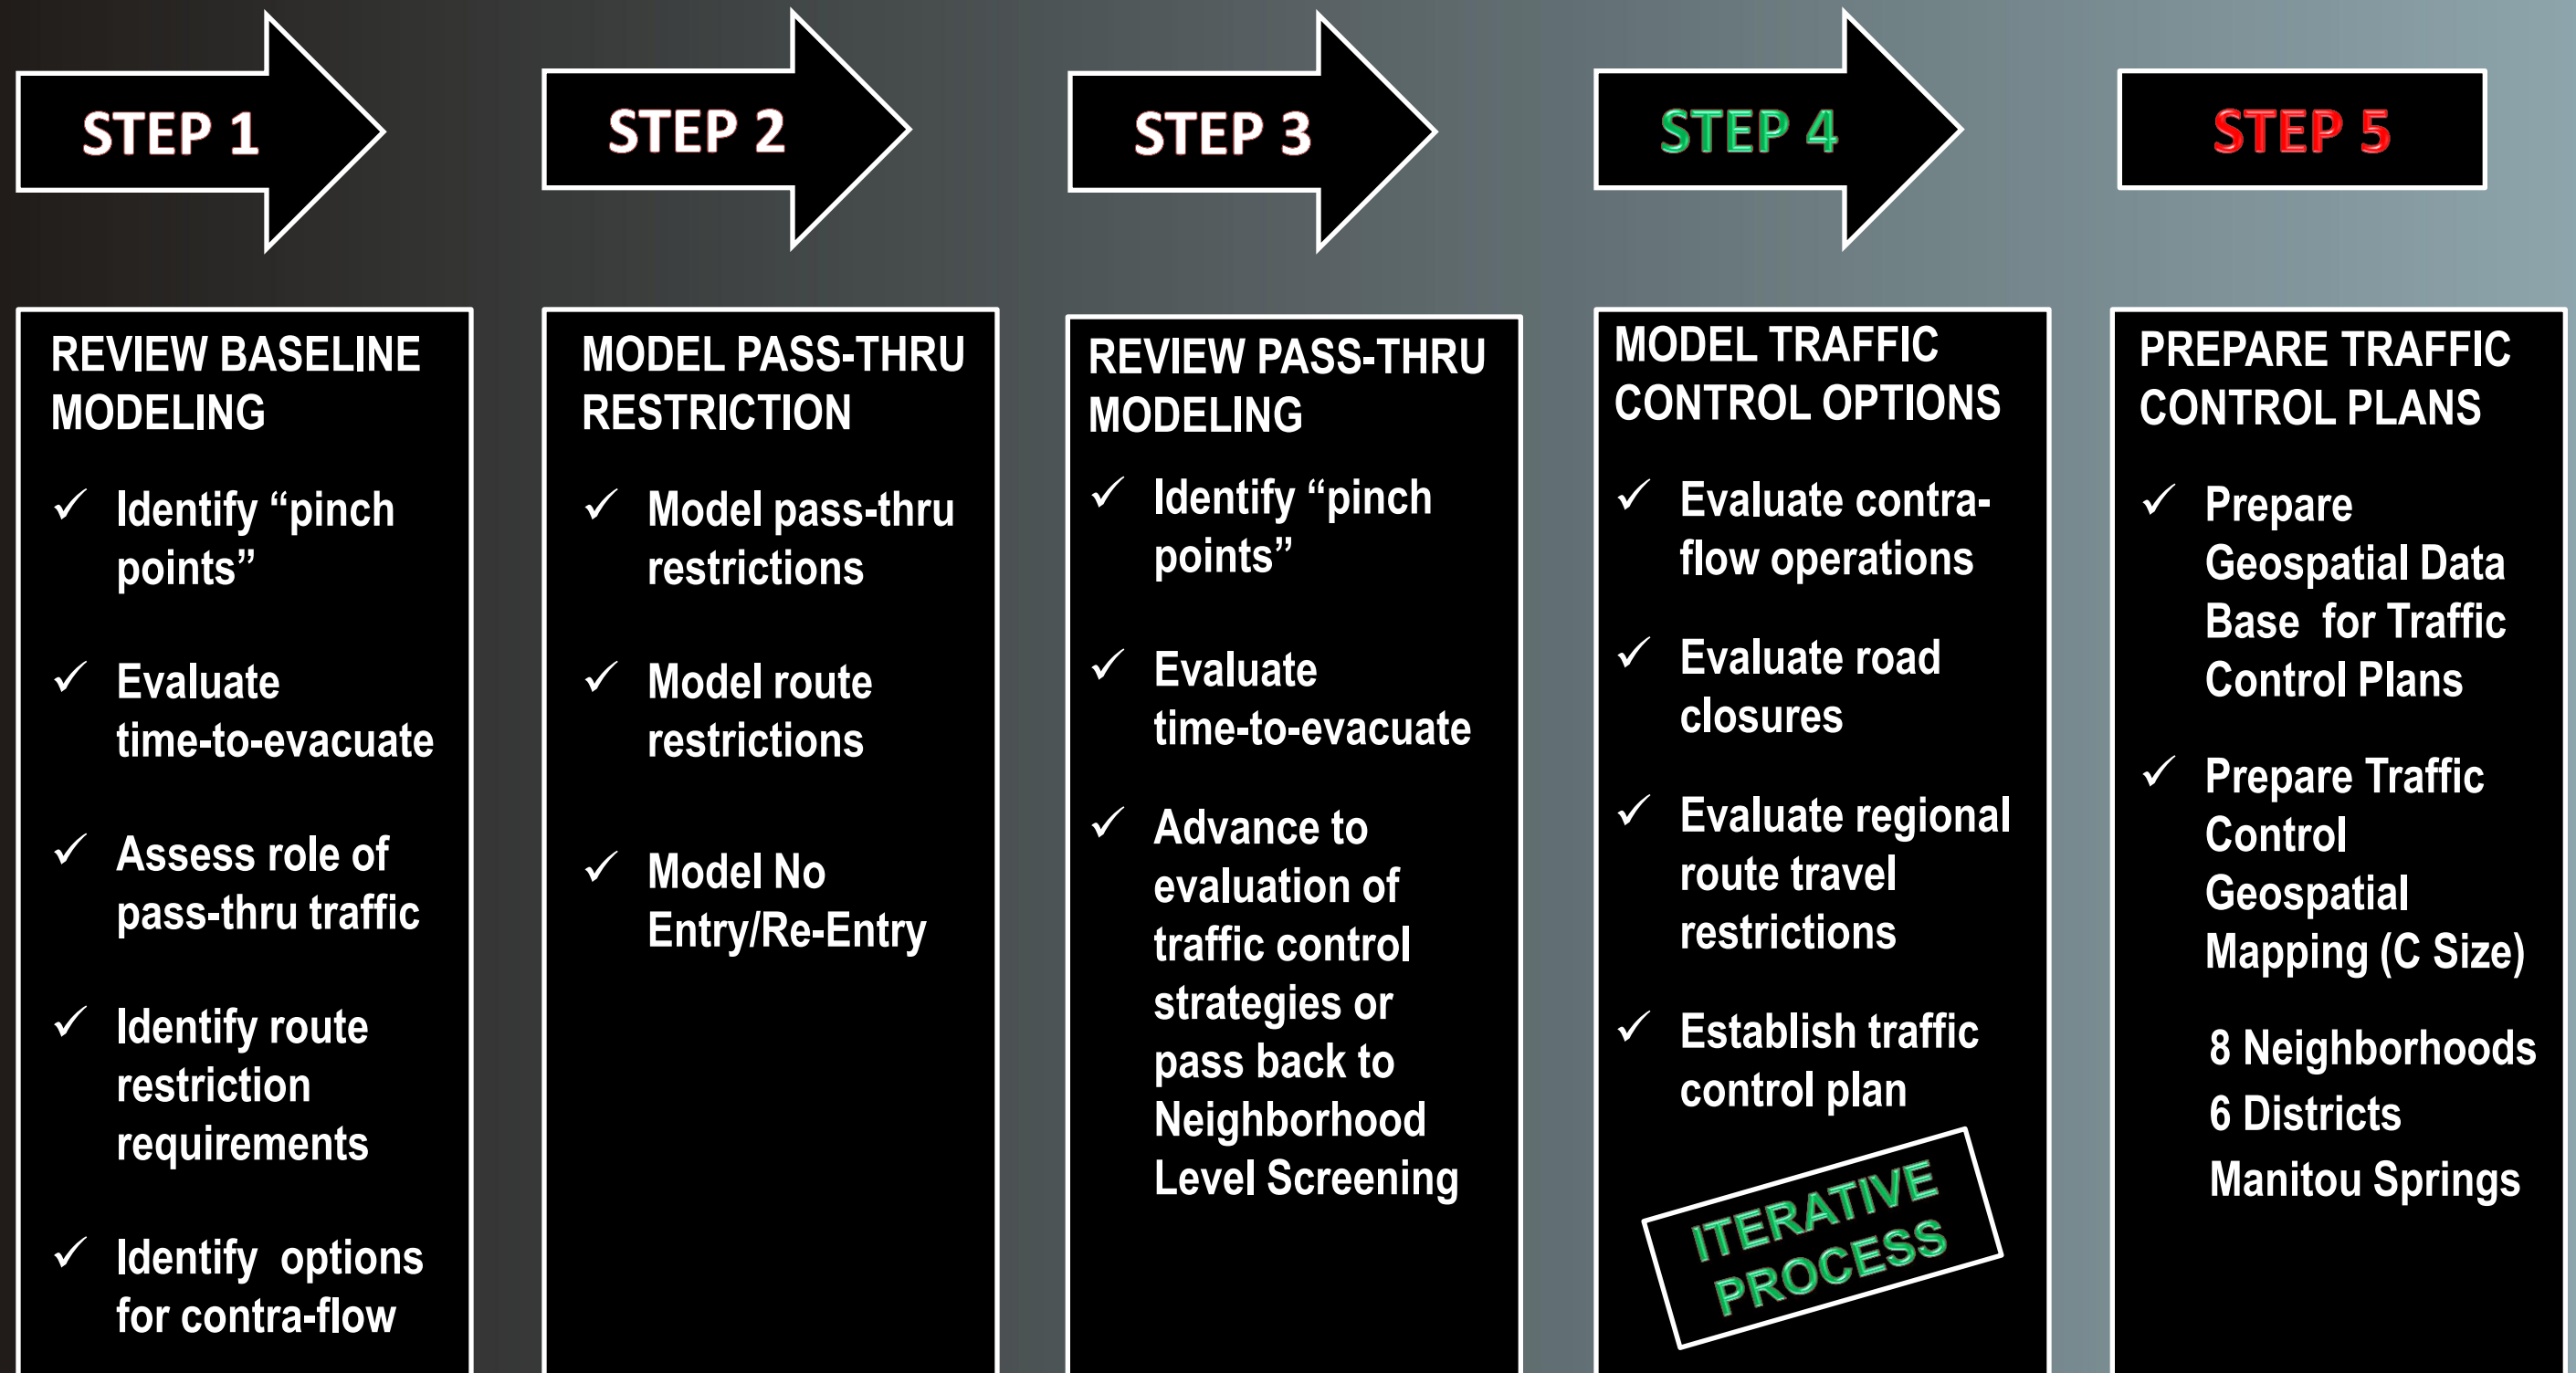 STEP 1
STEP 2
STEP 3
STEP 4
STEP 5
REVIEW BASELINE
MODELING
✓ Identify “pinch
points”
✓ Evaluate
time-to-evacuate
✓ Assess role of
pass-thru traffic
✓ Identify route
restriction
requirements
✓ Identify options
for contra-flow
MODEL PASS-THRU
RESTRICTION
✓ Model pass-thru
restrictions
✓ Model route
restrictions
✓ Model No
Entry/Re-Entry
REVIEW PASS-THRU
MODELING
✓ Identify “pinch
points”
✓ Evaluate
time-to-evacuate
✓ Advance to
evaluation of
traffic control
strategies or
pass back to
Neighborhood
Level Screening
MODEL TRAFFIC
CONTROL OPTIONS
✓ Evaluate contra-
flow operations
✓ Evaluate road
closures
✓ Evaluate regional
route travel
restrictions
✓ Establish traffic
control plan
ITERATIVE
PROCESS
PREPARE TRAFFIC
CONTROL PLANS
✓ Prepare
Geospatial Data
Base for Traffic
Control Plans
✓ Prepare Traffic
Control
Geospatial
Mapping (C Size)
8 Neighborhoods
6 Districts
Manitou Springs